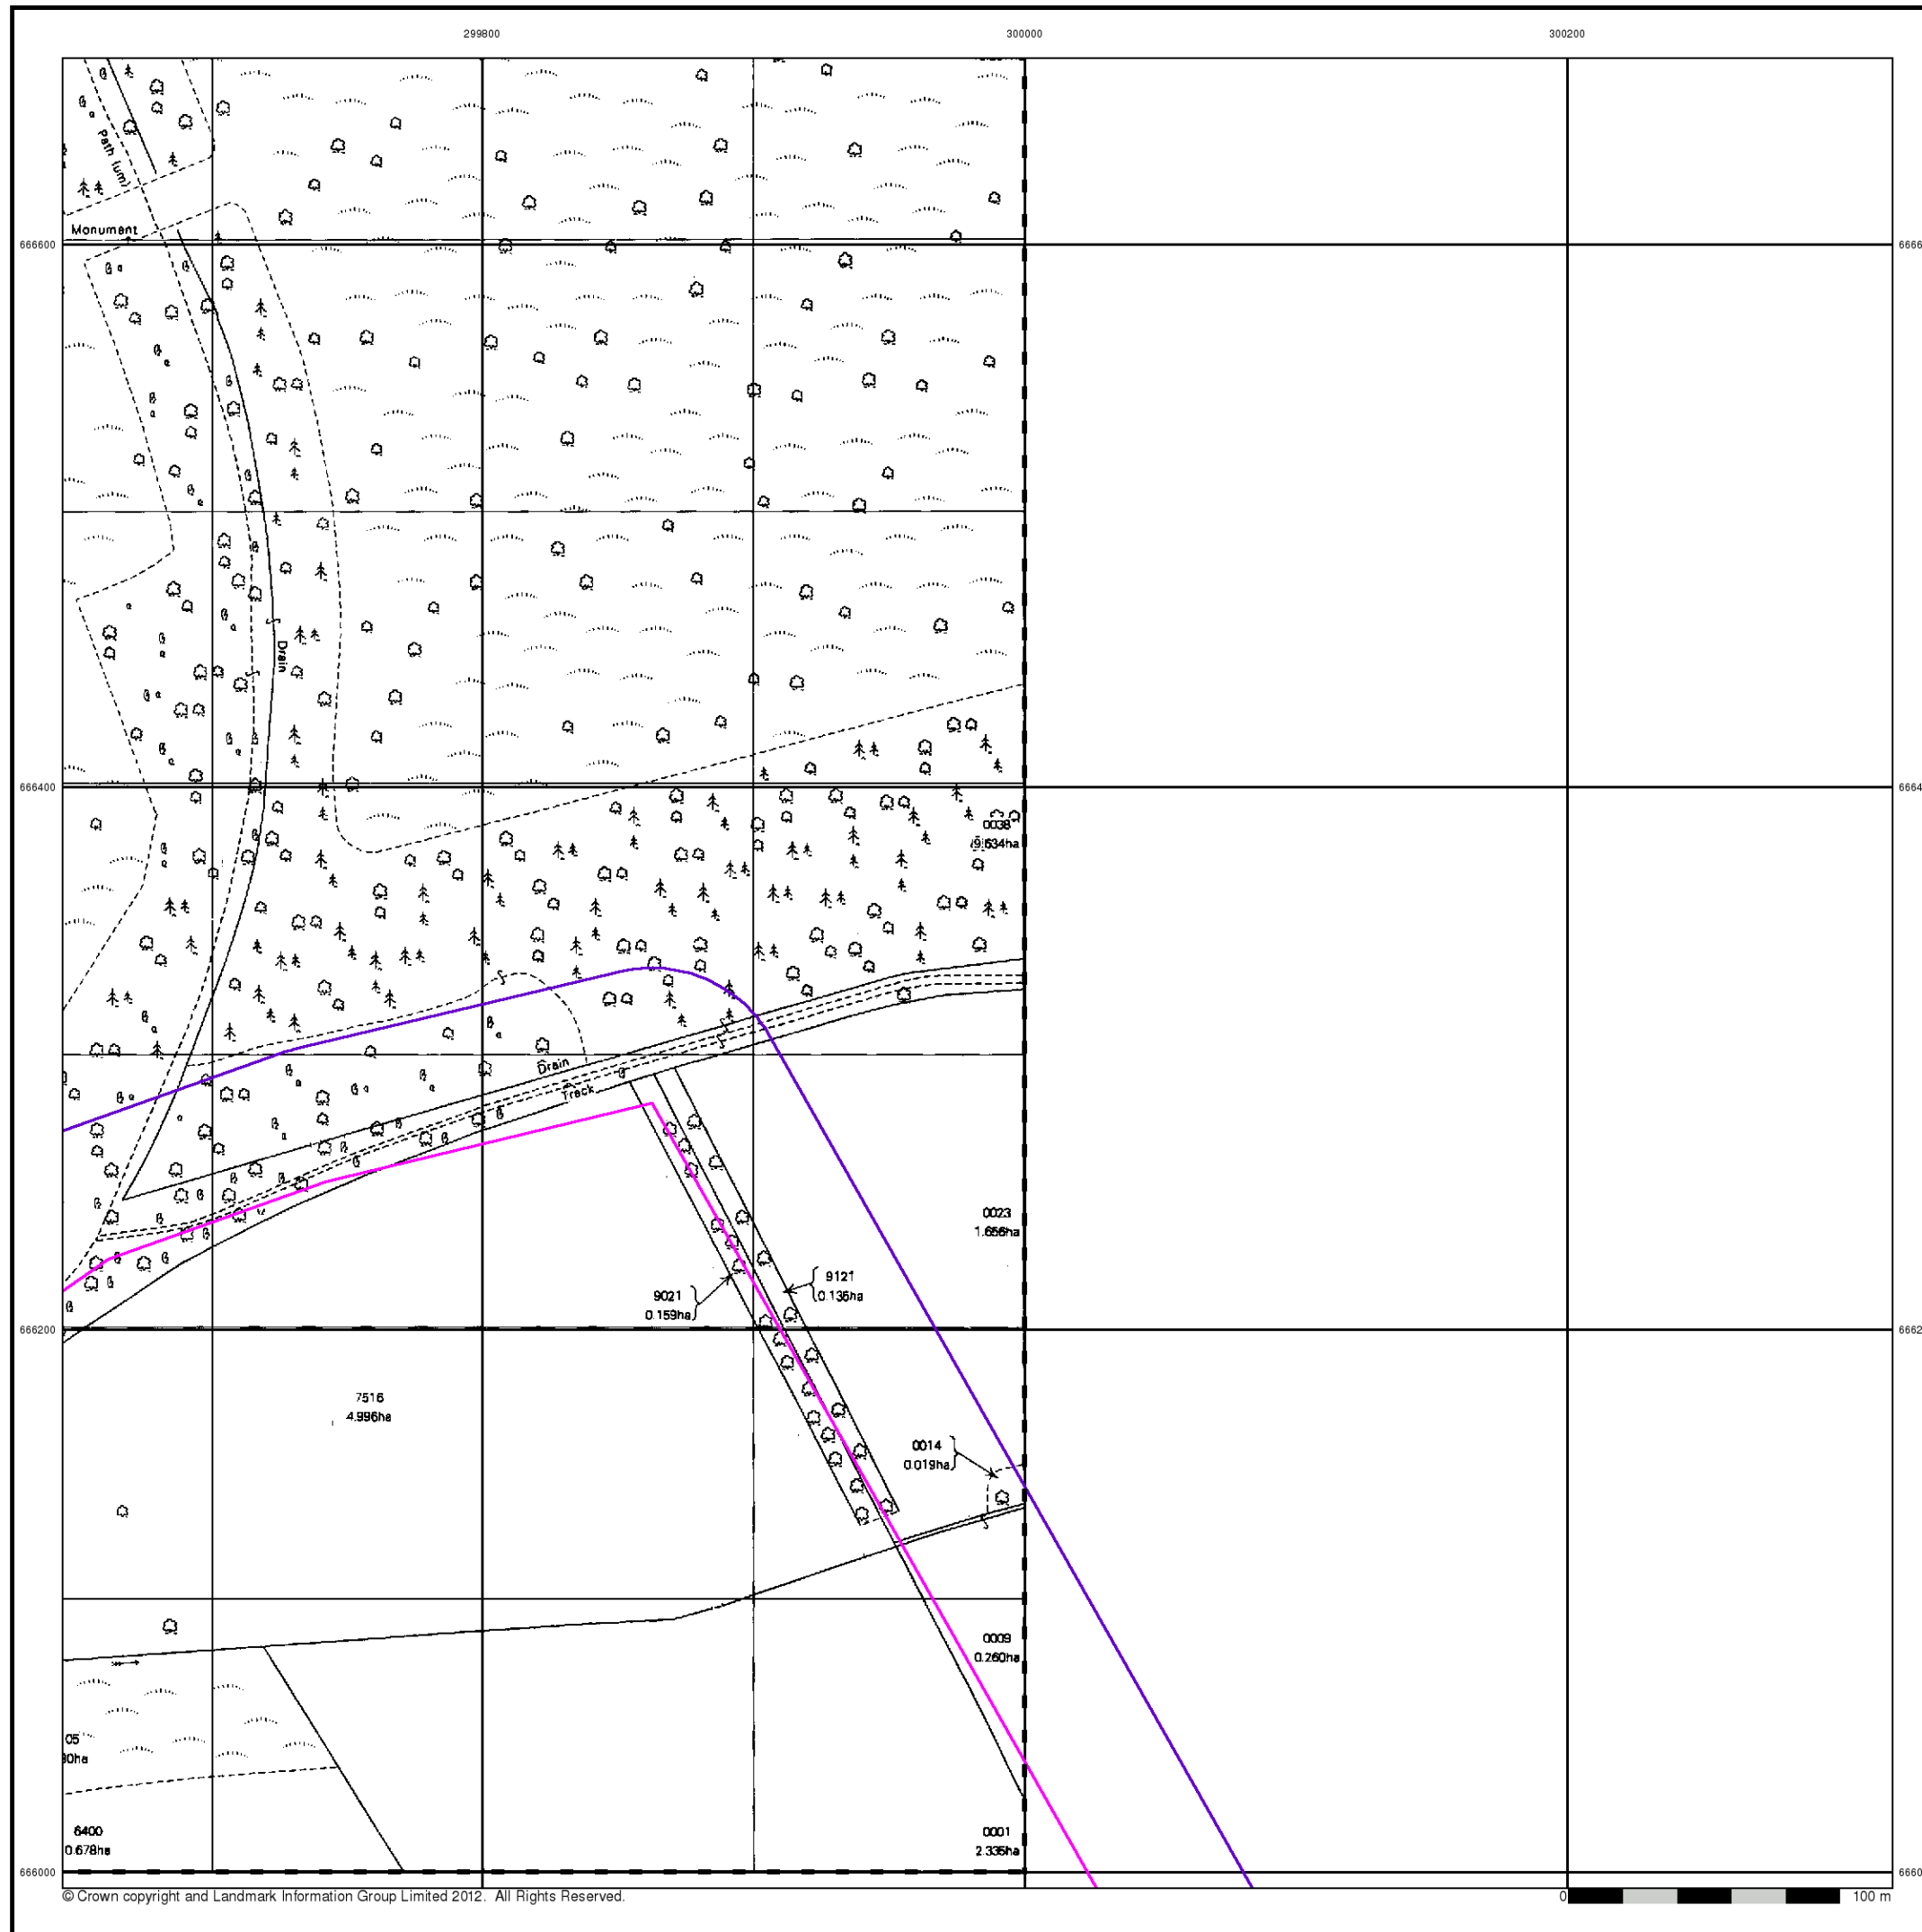 299800 300000 300200
Path (um)
Monument
666600
Drain
666400
0038
9.634ha
Drain
Track
0023
1.656ha
9121
0.135ha
9021
0.159ha
666200
7516
4.996ha
0014
0.019ha
0009
0.260ha
05
6400
0.678ha
0001
2.335ha
666000
© Crown copyright and Landmark Information Group Limited 2012. All Rights Reserved.
0 100 m